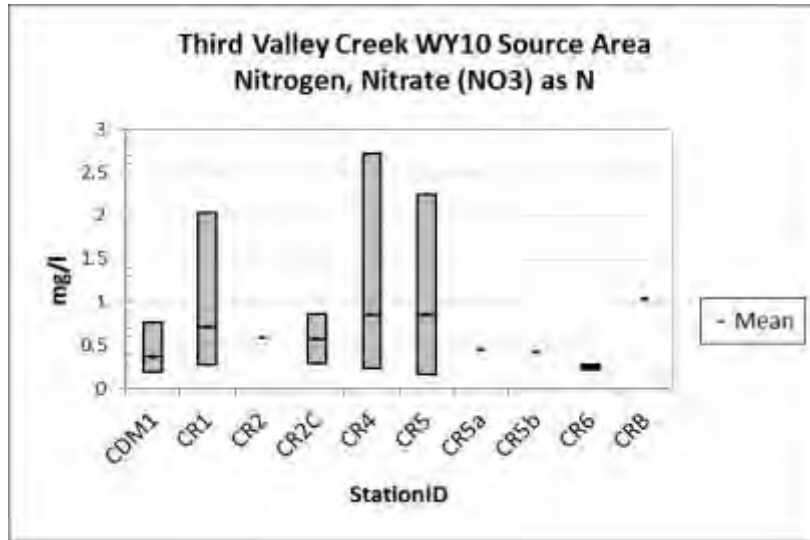 Third Valley Creek WY10 Source Area
Nitrogen, Nitrate (NO3) as N
3
2.5
2
1.5
1
0.5
0
mg/l
CDM1
CR1
CR2
CR2C
CR4
CR5
CR5a
CR5b
CR6
CR8
StationID
- Mean